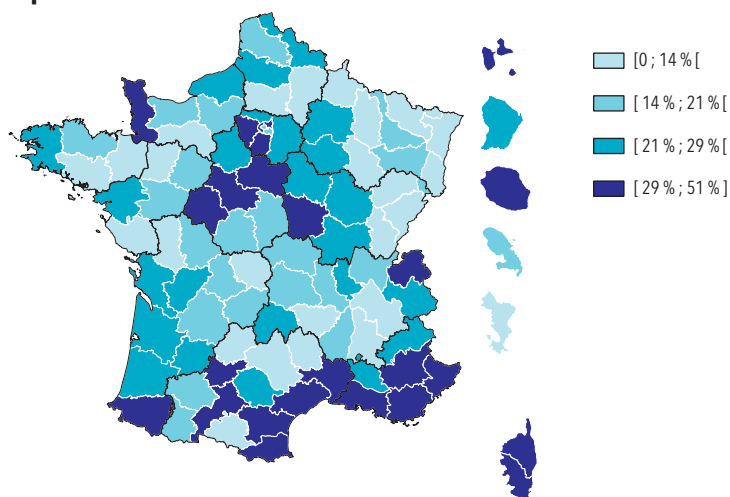 [0 ; 14 % [
[ 14 % ; 21 % [
[ 21 % ; 29 % [
[ 29 % ; 51 % ]